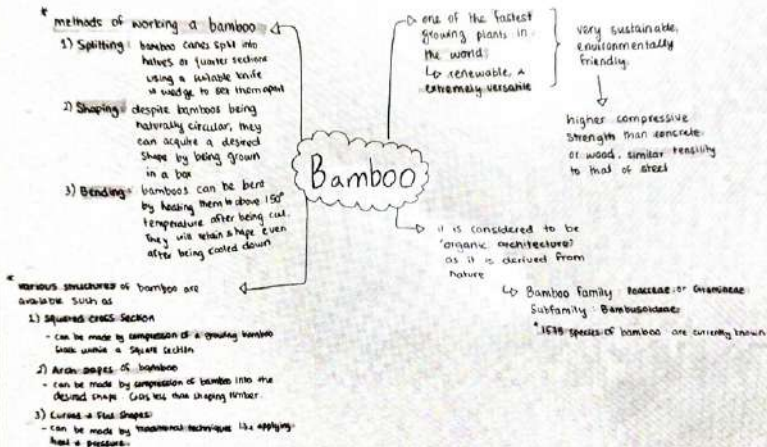 * methods of working a bamboo
1) Splitting : bamboo canes split into
halves or quarter sections
using a suitable knife
wedge to set them apart
2) Shaping : despite bamboos being
naturally circular, they
can acquire a desired
shape by being grown
in a box
3) Bending : bamboos can be bent
by heating them to above 150°
temperature after being cut.
They will retain shape even
after being cooled down
* various structures of bamboo are
available such as
1) Squared cross section
- can be made by compression of a growing bamboo
within a square section
2) Arch of bamboo
- can be made by compression of bamboo into the
desired shape. Costs less than shaping timber.
3) Curved + Flat shapes
- can be made by traditional techniques applying
heat + pressure.
Bamboo
one of the fastest
growing plants in
the world
↳ renewable, &
extremely versatile
very sustainable,
environmentally
friendly.
higher compressive
strength than concrete
or wood, similar tensility
to that of steel
it is considered to be
'organic architecture'
as it is derived from
nature
↳ Bamboo Family : Poaceae or Gramineae
Subfamily : Bambusoideae
* 1575 species of bamboo are currently known